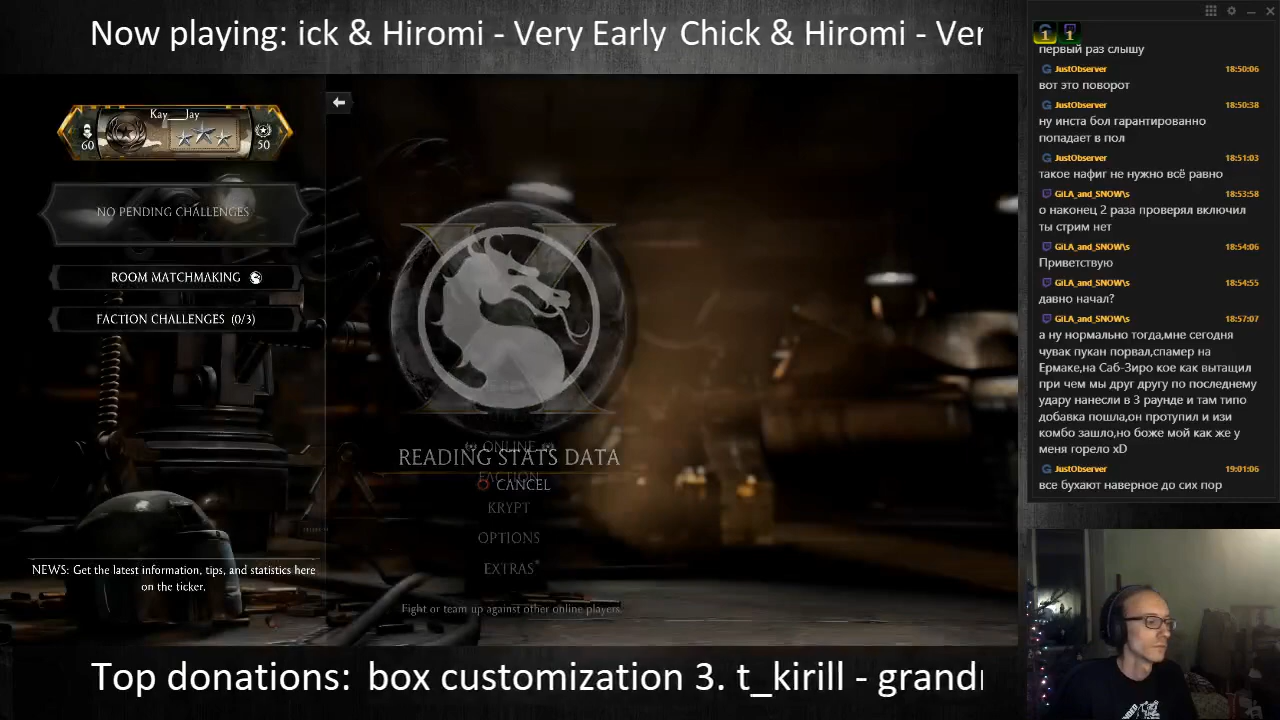 Now playing: ick & Hiromi - Very Early Chick & Hiromi - Ver
Kay___Jay
60
50
NO PENDING CHALLENGES
ROOM MATCHMAKING
FACTION CHALLENGES (0/3)
NEWS: Get the latest information, tips, and statistics here
on the ticker.
ONLINE
READING STATS DATA
FACTION
CANCEL
KRYPT
OPTIONS
EXTRAS*
Fight or team up against other online players.
Top donations: box customization 3. t_kirill - grand
1 1
первый раз слышу
JustObserver 18:50:06
вот это поворот
JustObserver 18:50:38
ну инста бол гарантированно
попадает в пол
JustObserver 18:51:03
такое нафиг не нужно всё равно
GiLA_and_SNOW\s 18:53:58
о наконец 2 раза проверял включил
ты стрим нет
GiLA_and_SNOW\s 18:54:06
Приветствую
GiLA_and_SNOW\s 18:54:55
давно начал?
GiLA_and_SNOW\s 18:57:07
а ну нормально тогда,мне сегодня
чувак пукан порвал,спамер на
Ермаке,на Саб-Зиро кое как вытащил
при чем мы друг другу по последнему
удару нанесли в 3 раунде и там типо
добавка пошла,он протупил и изи
комбо зашло,но боже мой как же у
меня горело xD
JustObserver 19:01:06
все бухают наверное до сих пор